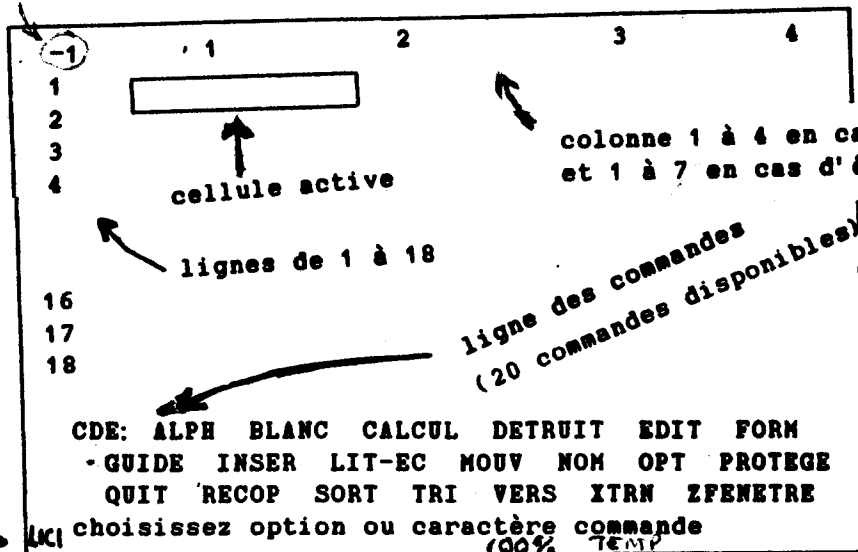 -1 1 2 3 4
1
2
3
4
cellule active
colonne 1 à 4 en
et 1 à 7 en cas
lignes de 1 à 18
ligne des commandes
(20 commandes disponibles)
16
17
18
CDE: ALPH BLANC CALCUL DETRUIT EDIT FORM
GUIDE INSER LIT-EC MOUV NOM OPT PROTEGE
QUIT RECOP SORT TRI VERS XTRN ZFENETRE
choisissez option ou caractère commande
100% TEMP